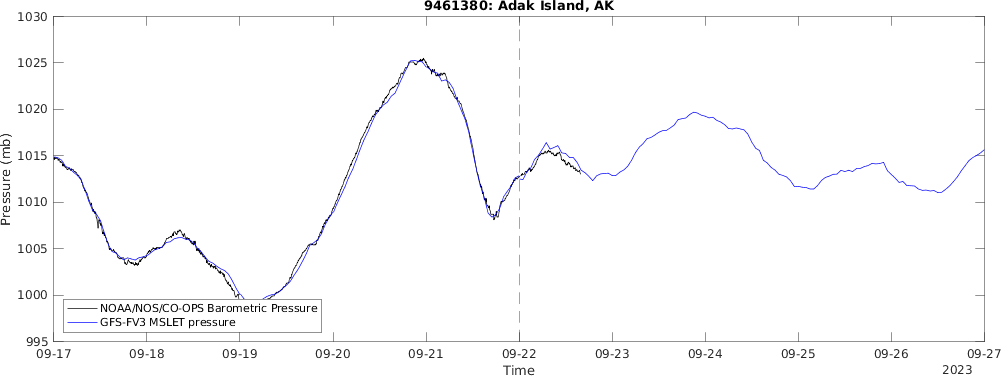 9461380: Adak Island, AK
Pressure (mb)
1030
1025
1020
1015
1010
1005
1000
995
NOAA/NOS/CO-OPS Barometric Pressure
GFS-FV3 MSLET pressure
09-17 09-18 09-19 09-20 09-21 09-22 09-23 09-24 09-25 09-26 09-27
Time
2023